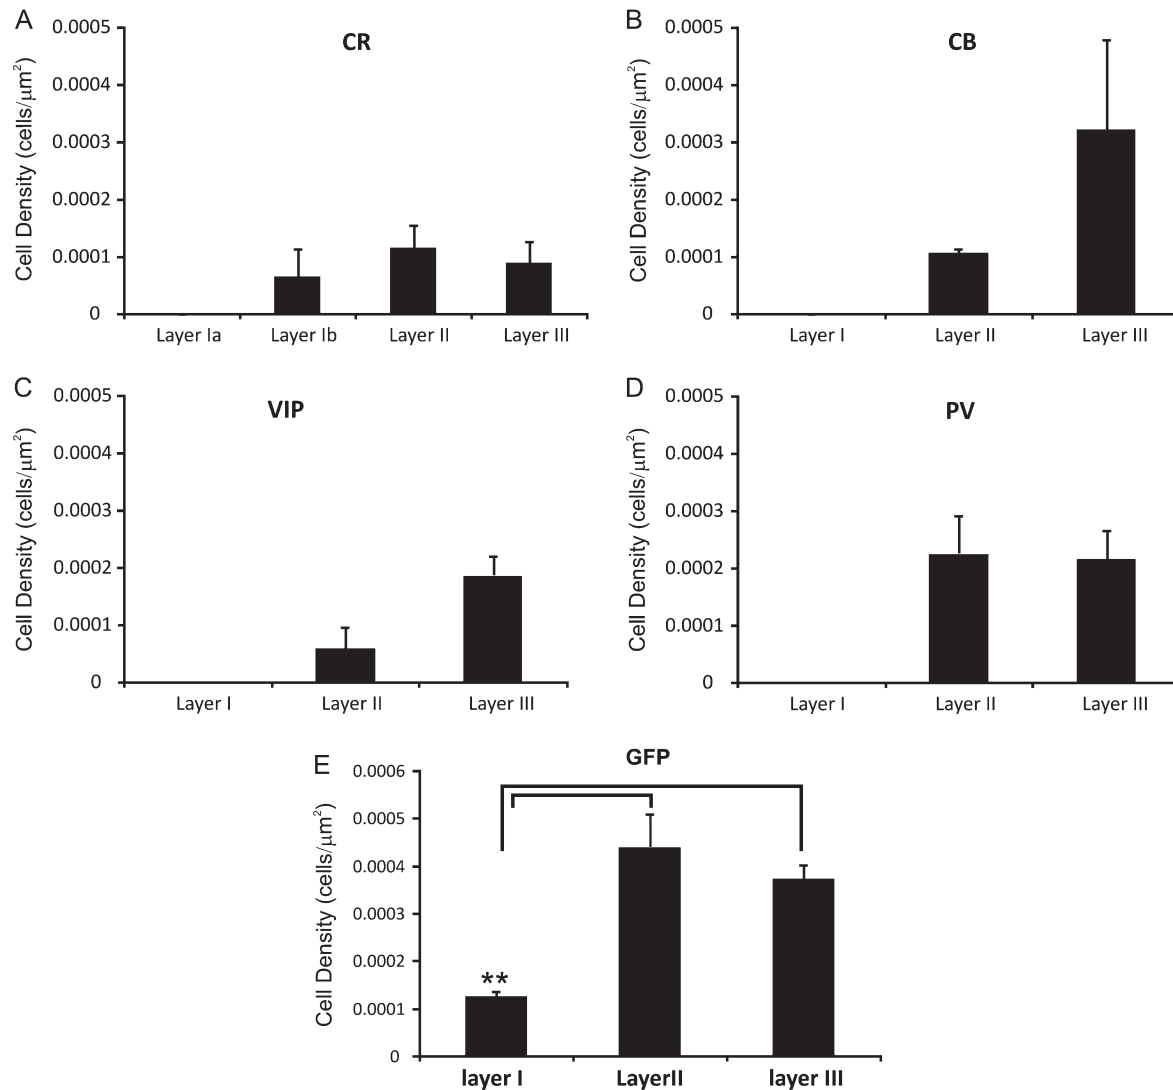 A
CR
Cell Density (cells/μm²)
0.0005
0.0004
0.0003
0.0002
0.0001
0
Layer Ia Layer Ib Layer II Layer III
B
CB
Cell Density (cells/μm²)
0.0005
0.0004
0.0003
0.0002
0.0001
0
Layer I Layer II Layer III
C
VIP
Cell Density (cells/μm²)
0.0005
0.0004
0.0003
0.0002
0.0001
0
Layer I Layer II Layer III
D
PV
Cell Density (cells/μm²)
0.0005
0.0004
0.0003
0.0002
0.0001
0
Layer I Layer II Layer III
E
GFP
Cell Density (cells/μm²)
0.0006
0.0005
0.0004
0.0003
0.0002
0.0001
0
**
layer I LayerII layer III